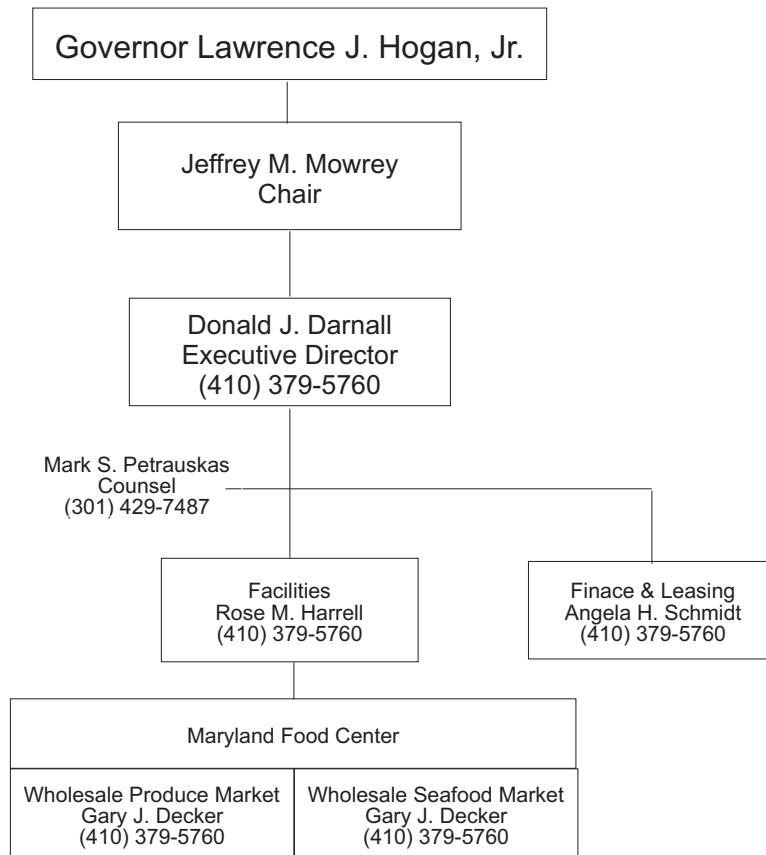 Governor Lawrence J. Hogan, Jr.
Jeffrey M. Mowrey
Chair
Donald J. Darnall
Executive Director
(410) 379-5760
Mark S. Petrauskas
Counsel
(301) 429-7487
Facilities
Rose M. Harrell
(410) 379-5760
Finace & Leasing
Angela H. Schmidt
(410) 379-5760
Maryland Food Center
Wholesale Produce Market
Gary J. Decker
(410) 379-5760
Wholesale Seafood Market
Gary J. Decker
(410) 379-5760